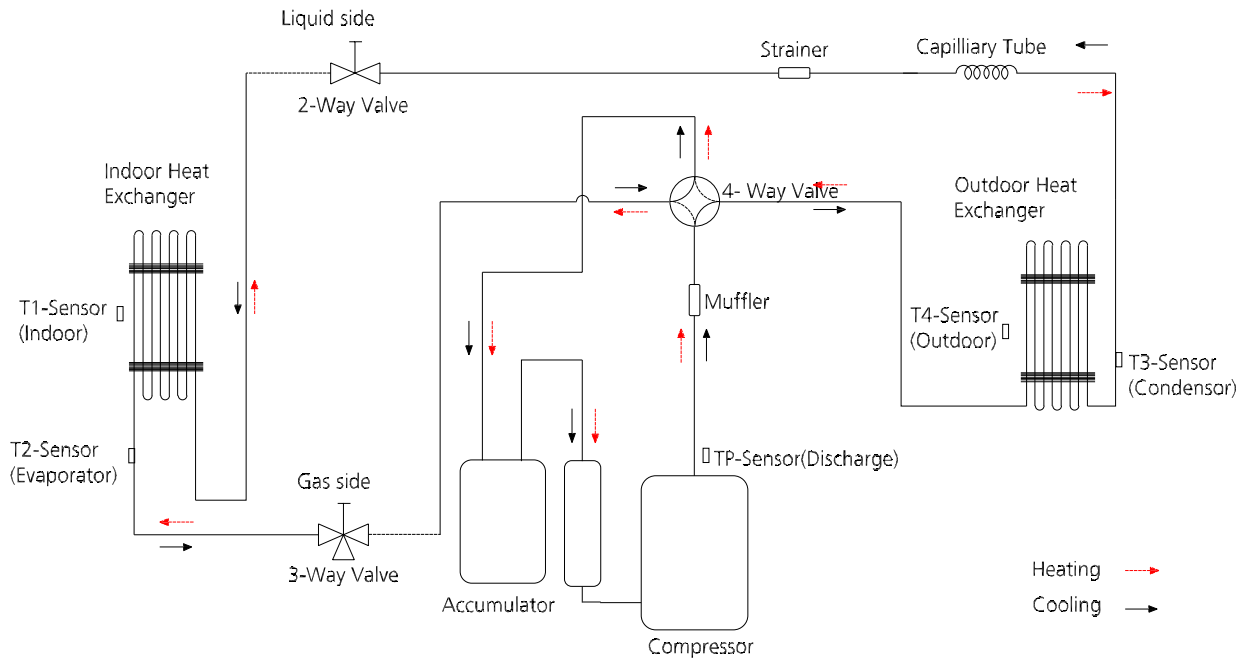 Liquid side
2-Way Valve
Strainer
Capilliary Tube
Indoor Heat
Exchanger
4- Way Valve
Outdoor Heat
Exchanger
T1-Sensor
(Indoor)
Muffler
T4-Sensor
(Outdoor)
T3-Sensor
(Condensor)
T2-Sensor
(Evaporator)
TP-Sensor(Discharge)
Gas side
3-Way Valve
Accumulator
Compressor
Heating
Cooling